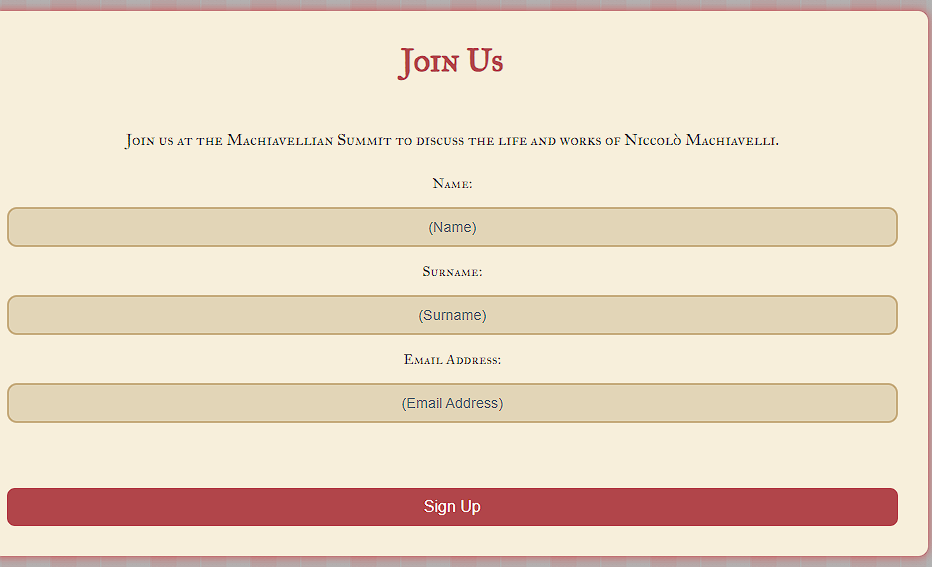 Join Us
Join us at the Machiavellian Summit to discuss the life and works of Niccolò Machiavelli.
Name:
(Name)
Surname:
(Surname)
Email Address:
(Email Address)
Sign Up